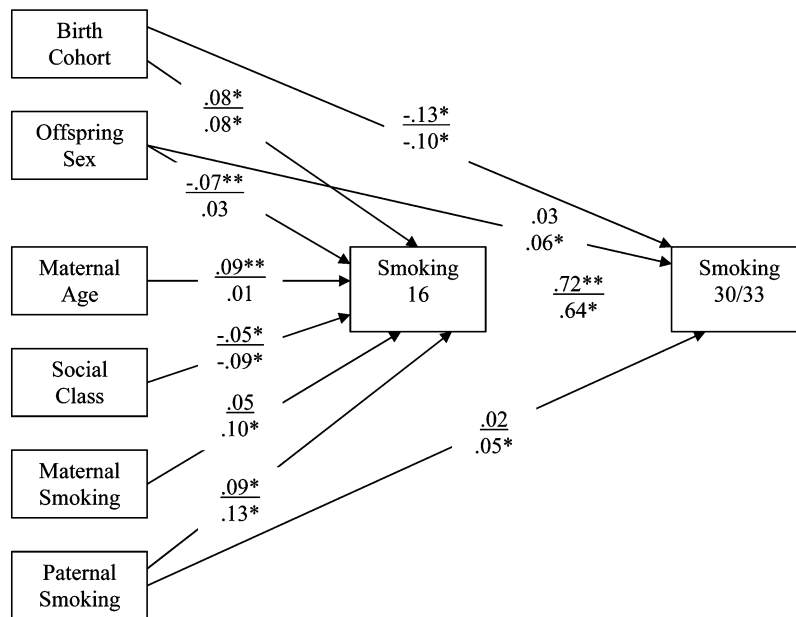 Birth
Cohort
.08*
.08*
-.13*
-.10*
Offspring
Sex
-.07**
.03
.03
.06*
Maternal
Age
.09**
.01
Smoking
16
.72**
.64*
Smoking
30/33
Social
Class
-.05*
-.09*
Maternal
Smoking
.05
.10*
.02
.05*
.09*
.13*
Paternal
Smoking